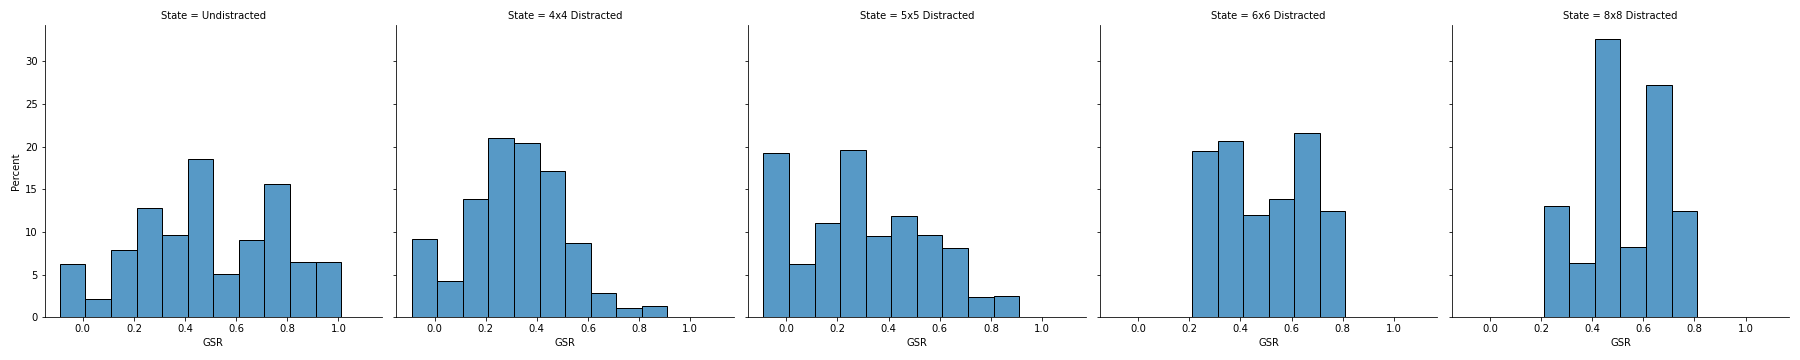 State = Undistracted
State = 4x4 Distracted
State = 5x5 Distracted
State = 6x6 Distracted
State = 8x8 Distracted
Percent
30
25
20
15
10
5
0
0.0 0.2 0.4 0.6 0.8 1.0
0.0 0.2 0.4 0.6 0.8 1.0
0.0 0.2 0.4 0.6 0.8 1.0
0.0 0.2 0.4 0.6 0.8 1.0
0.0 0.2 0.4 0.6 0.8 1.0
GSR
GSR
GSR
GSR
GSR